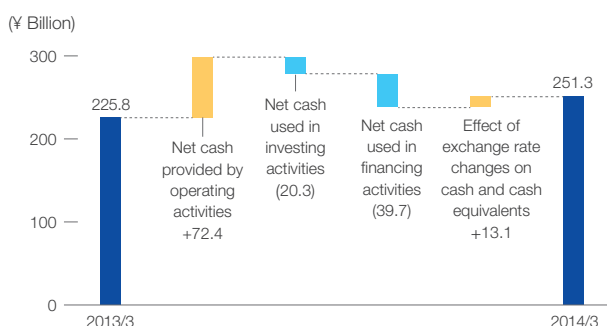 (¥ Billion)
300
200
100
0
225.8
Net cash
provided by
operating
activities
+72.4
Net cash
used in
investing
activities
(20.3)
Net cash
used in
financing
activities
(39.7)
Effect of
exchange rate
changes on
cash and cash
equivalents
+13.1
251.3
2013/3
2014/3